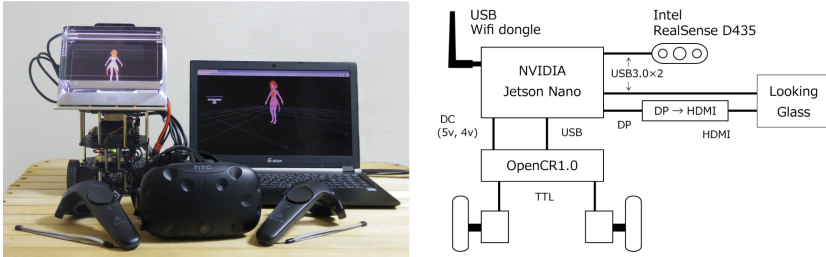 hTC
USB
Wifi dongle
Intel
RealSense D435
NVIDIA
Jetson Nano
USB3.0×2
Looking
Glass
DP → HDMI
DP
HDMI
DC
(5v, 4v)
USB
OpenCR1.0
TTL